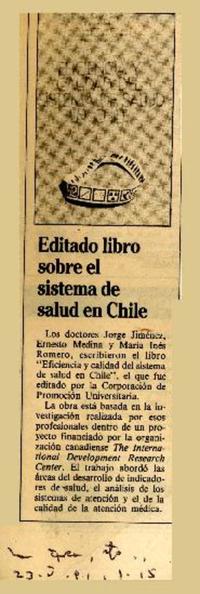 Editado libro
sobre el
sistema de
salud en Chile
Los doctores Jorge Jiménez,
Ernesto Medina y María Inés
Romero, escribieron el libro
"Eficiencia y calidad del sistema
de salud en Chile", el que fue
editado por la Corporación de
Promoción Universitaria.
La obra está basada en la in-
vestigación realizada por esos
profesionales dentro de un pro-
yecto financiado por la organi-
zación canadiense The Interna-
tional Development Research
Center. El trabajo abordó las
áreas del desarrollo de indicado-
res de salud, el análisis de los
sistemas de atención y el de la
calidad de la atención médica.